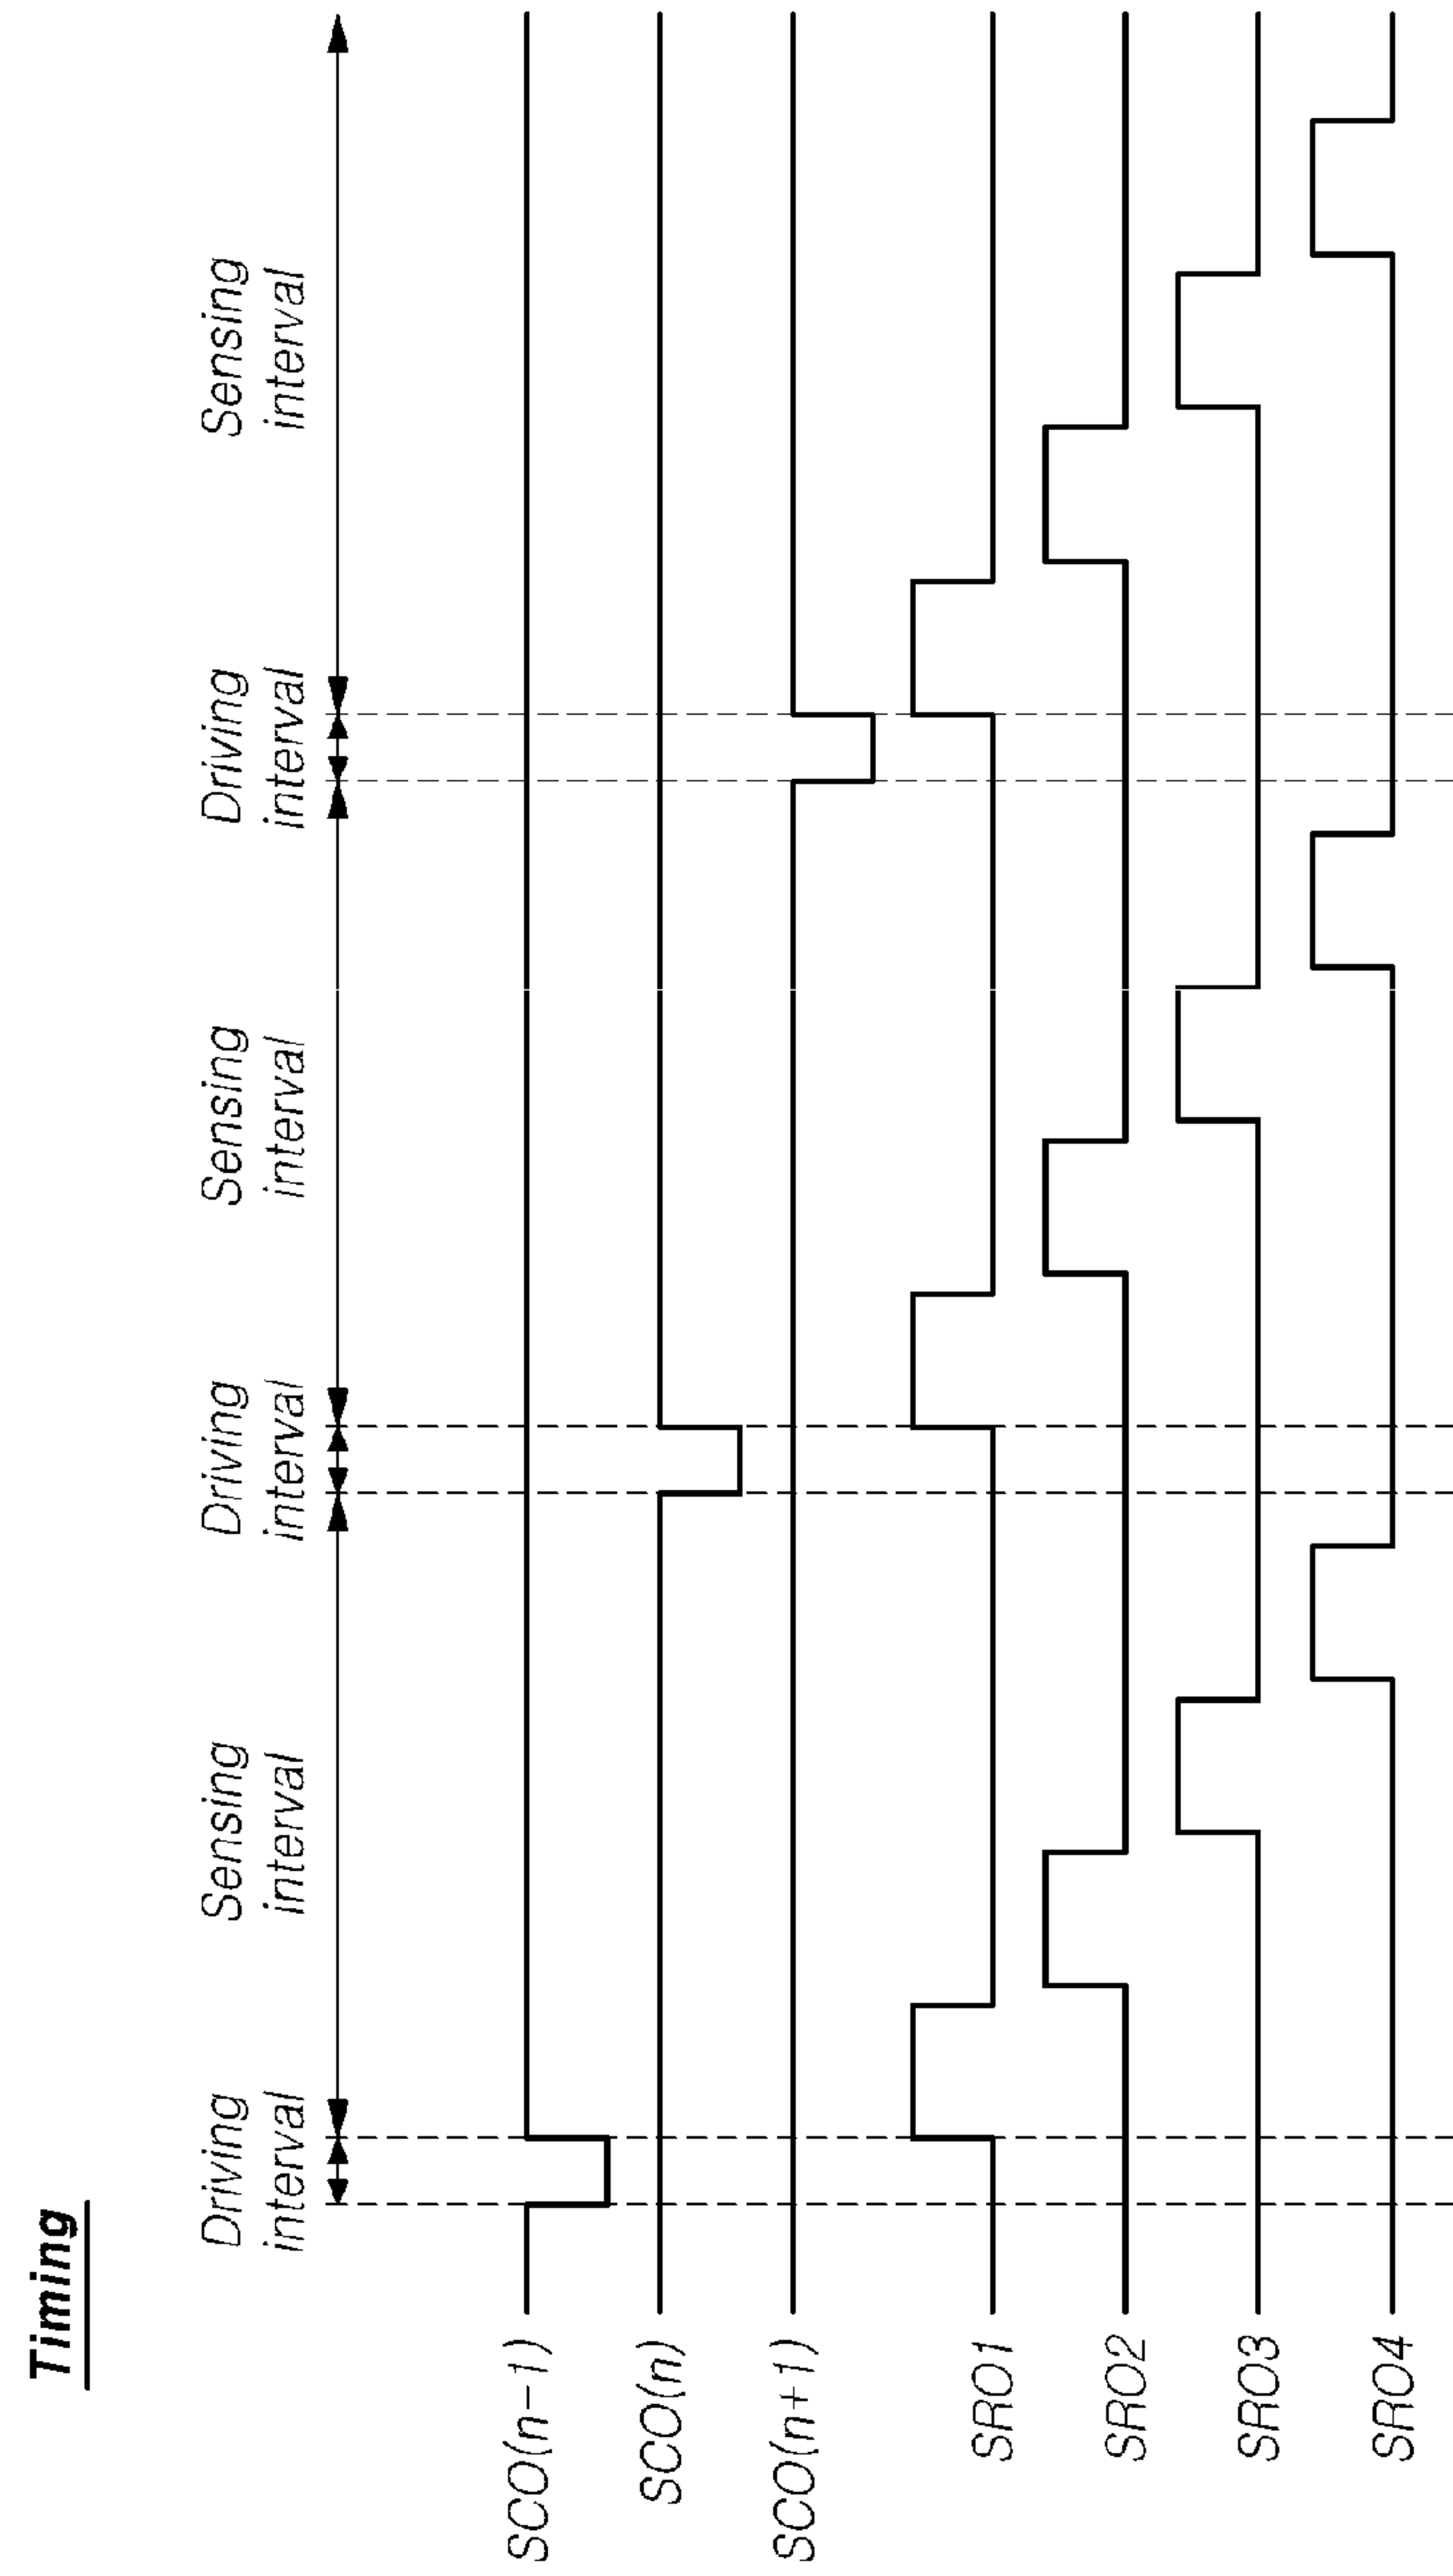 Timing
Driving
interval
Sensing
interval
Driving
interval
Sensing
interval
Driving
interval
Sensing
interval
SCO(n-1)
SCO(n)
SCO(n+1)
SRO1
SRO2
SRO3
SRO4